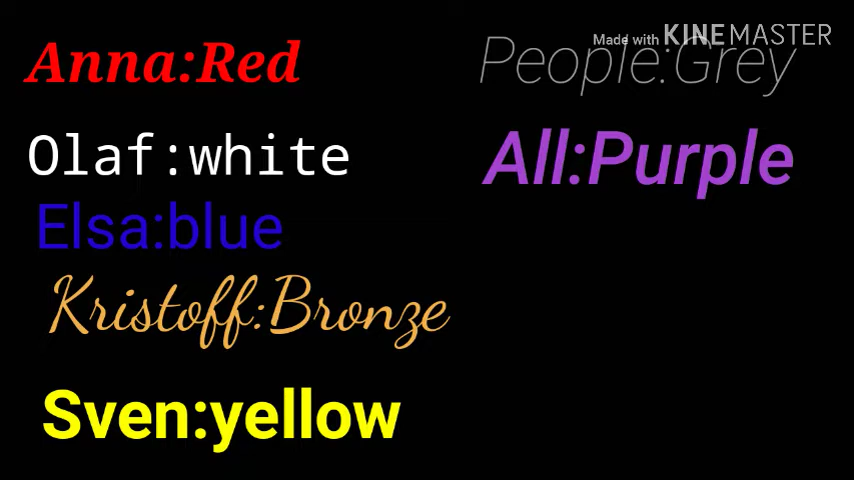 Anna:Red
Olaf:white
Elsa:blue
Kristoff:Bronze
Sven:yellow
Made with KINEMASTER
People:Grey
All:Purple